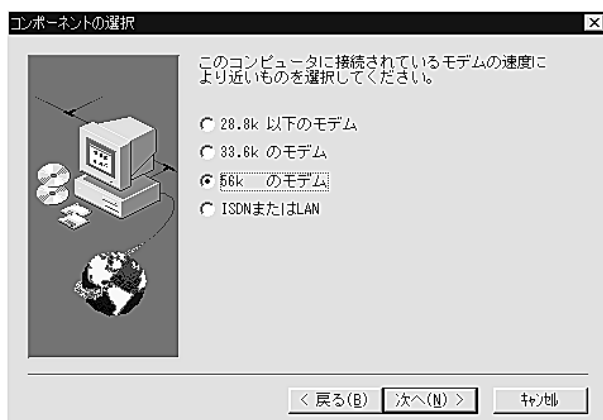 コンポーネントの選択
このコンピュータに接続されているモデムの速度に
より近いものを選択してください。
28.8k 以下のモデム
33.6k のモデム
56k のモデム
ISDNまたはLAN
< 戻る(B)
次へ(N) >
ｷｬﾝｾﾙ